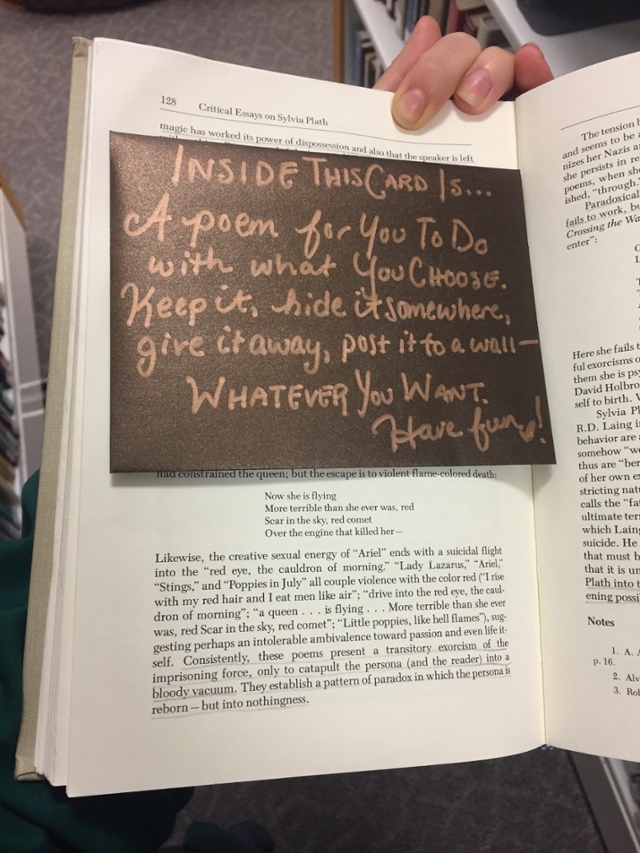 128 Critical Essays on Sylvia Plath
magic has worked its power of dispossession and also that the speaker is left
INSIDE THIS CARD IS...
A poem for You To Do
with what You CHOOSE.
Keep it, hide it somewhere,
give it away, post it to a wall—
WHATEVER YOU WANT.
Have fun!
had constrained the queen; but the escape is to violent flame-colored death:
Now she is flying
More terrible than she ever was, red
Scar in the sky, red comet
Over the engine that killed her—
Likewise, the creative sexual energy of "Ariel" ends with a suicidal flight
into the "red eye, the cauldron of morning." "Lady Lazarus," "Ariel,"
"Stings," and "Poppies in July" all couple violence with the color red ("I rise
with my red hair and I eat men like air"; "drive into the red eye, the caul-
dron of morning"; "a queen . . . is flying . . . More terrible than she ever
was, red Scar in the sky, red comet"; "Little poppies, like hell flames"), sug-
gesting perhaps an intolerable ambivalence toward passion and even life it-
self. Consistently, these poems present a transitory exorcism of the
imprisoning force, only to catapult the persona (and the reader) into a
bloody vacuum. They establish a pattern of paradox in which the persona is
reborn—but into nothingness.
The tension b
and seems to be a
nizes her Nazis a
she persists in re
poems, when she
ished, "through."
Paradoxical
fails to work, bu
Crossing the Wa
enter":
Here she fails t
ful exorcisms o
them she is psy
David Holbro
self to birth. W
Sylvia Pl
R.D. Laing i
behavior are
somehow "w
thus are "ber
of her own e
stricting natu
calls the "fat
ultimate terr
which Laing
suicide. He
that must b
that it is un
Plath into t
ening possi
Notes
1. A. A
p. 16.
2. Alv
3. Rol